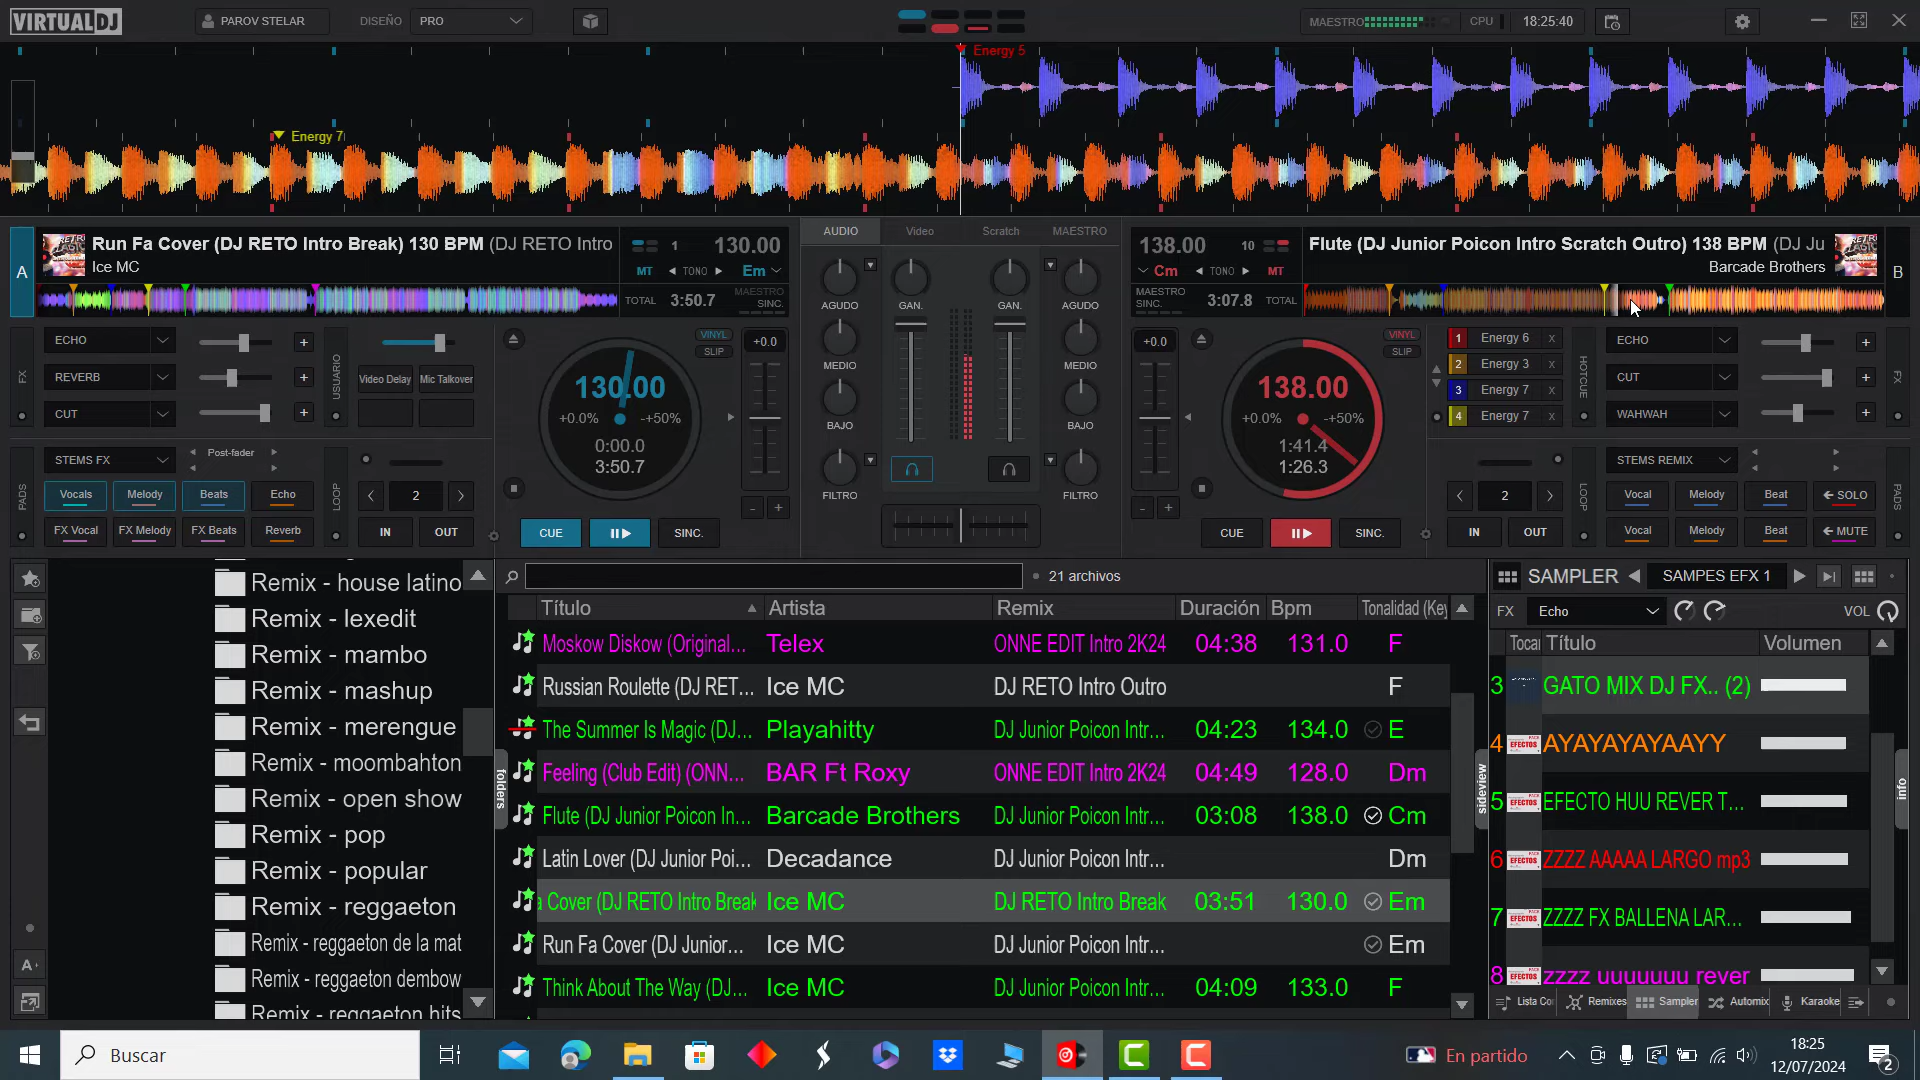 VIRTUALDJ
PAROV STELAR
DISEÑO
PRO
MAESTRO
CPU
18:25:40
Energy 5
Energy 7
A
Run Fa Cover (DJ RETO Intro Break) 130 BPM (DJ RETO Intro
Ice MC
1
130.00
MT
TONO
Em
TOTAL
3:50.7
MAESTRO
SINC.
AUDIO
Video
Scratch
MAESTRO
138.00
10
Cm
TONO
MT
MAESTRO
SINC.
3:07.8
TOTAL
Flute (DJ Junior Poicon Intro Scratch Outro) 138 BPM (DJ Ju
Barcade Brothers
B
FX
ECHO
REVERB
CUT
USUARIO
Video Delay
Mic Talkover
VINYL
SLIP
+0.0
130.00
+0.0%
-+50%
0:00.0
3:50.7
AGUDO
GAN.
GAN.
AGUDO
MEDIO
MEDIO
BAJO
BAJO
FILTRO
FILTRO
+0.0
VINYL
SLIP
138.00
+0.0%
-+50%
1:41.4
1:26.3
1 Energy 6 x
2 Energy 3 x
3 Energy 7 x
4 Energy 7 x
HOTCUE
ECHO
CUT
WAHWAH
FX
PADS
STEMS FX
Post-fader
Vocals
Melody
Beats
Echo
FX Vocal
FX Melody
FX Beats
Reverb
LOOP
2
IN
OUT
CUE
SINC.
- +
- +
CUE
SINC.
2
IN
OUT
LOOP
STEMS REMIX
Vocal
Melody
Beat
SOLO
Vocal
Melody
Beat
MUTE
PADS
Remix - house latino
Remix - lexedit
Remix - mambo
Remix - mashup
Remix - merengue
Remix - moombahton
Remix - open show
Remix - pop
Remix - popular
Remix - reggaeton
Remix - reggaeton de la mat
Remix - reggaeton dembow
Remix - reggaeton hits
folders
21 archivos
Título Artista Remix Duración Bpm Tonalidad (Key
Moskow Diskow (Original... Telex ONNE EDIT Intro 2K24 04:38 131.0 F
Russian Roulette (DJ RET... Ice MC DJ RETO Intro Outro F
The Summer Is Magic (DJ... Playahitty DJ Junior Poicon Intr... 04:23 134.0 E
Feeling (Club Edit) (ONN... BAR Ft Roxy ONNE EDIT Intro 2K24 04:49 128.0 Dm
Flute (DJ Junior Poicon In... Barcade Brothers DJ Junior Poicon Intr... 03:08 138.0 Cm
Latin Lover (DJ Junior Poi... Decadance DJ Junior Poicon Intr... Dm
a Cover (DJ RETO Intro Break Ice MC DJ RETO Intro Break 03:51 130.0 Em
Run Fa Cover (DJ Junior... Ice MC DJ Junior Poicon Intr... Em
Think About The Way (DJ... Ice MC DJ Junior Poicon Intr... 04:09 133.0 F
sideview
SAMPLER
SAMPES EFX 1
FX
Echo
VOL
Tocar Título Volumen
3 GATO MIX DJ FX.. (2)
4 AYAYAYAYAAYY
5 EFECTO HUU REVER T...
6 ZZZZ AAAAA LARGO mp3
7 ZZZZ FX BALLENA LAR...
8 zzzz uuuuuuu rever
info
Lista Co
Remixes
Sampler
Automix
Karaoke
Buscar
En partido
18:25
12/07/2024
2